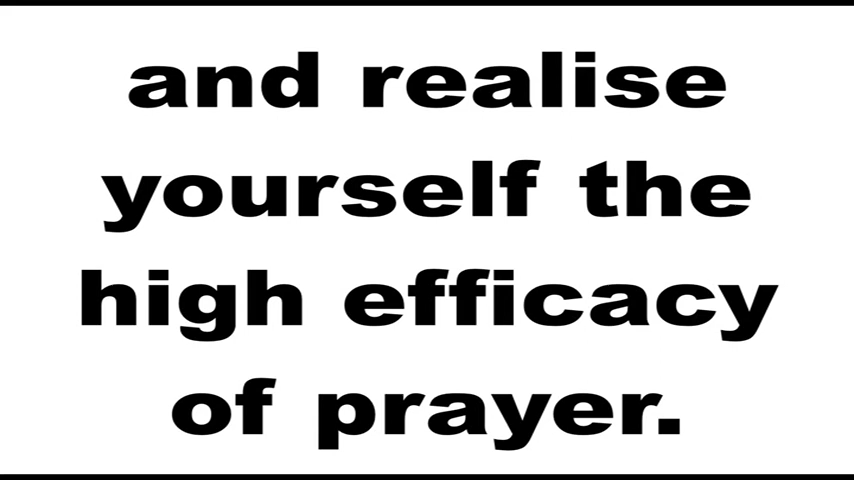 and realise
yourself the
high efficacy
of prayer.